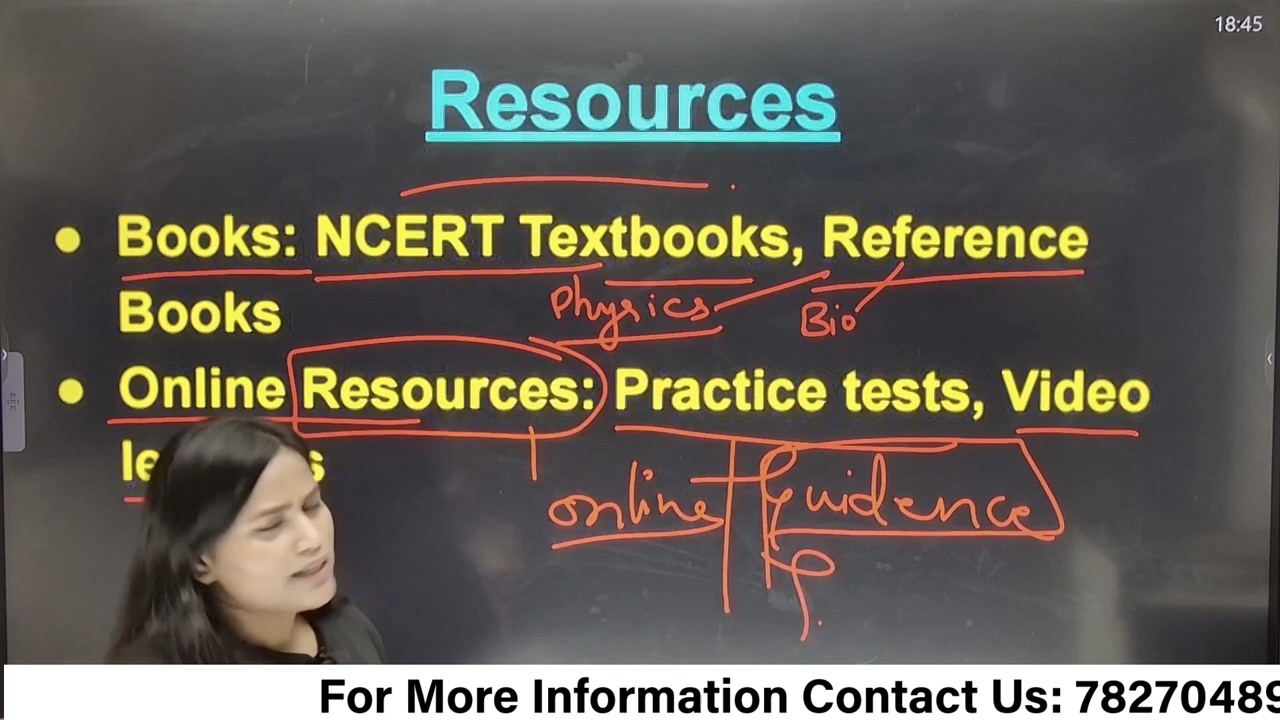 18:45
Resources
Books: NCERT Textbooks, Reference
Physics Bio
Books
Online Resources: Practice tests, Video
online Guidence
For More Information Contact Us: 7827048